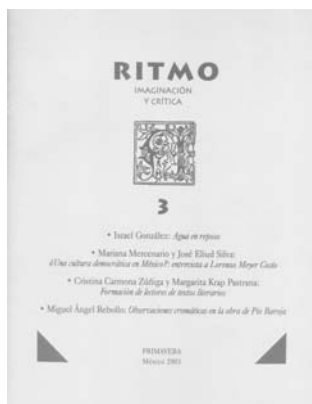 RITMO
IMAGINACIÓN
Y CRÍTICA
3
• Israel González: Agua en reposo
• Mariana Mercenario y José Eliud Silva:
¿Una cultura democrática en México?: entrevista a Lorenzo Meyer Cosío
• Cristina Carmona Zúñiga y Margarita Krap Pastrana:
Formación de lectores de textos literarios
• Miguel Ángel Rebollo: Observaciones cromáticas en la obra de Pío Baroja
PRIMAVERA
México 2001